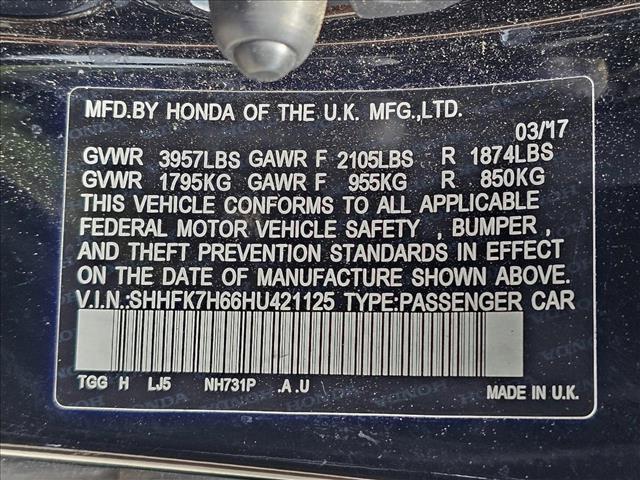 MFD.BY HONDA OF THE U.K. MFG.,LTD.
03/17
GVWR 3957LBS GAWR F 2105LBS R 1874LBS
GVWR 1795KG GAWR F 955KG R 850KG
THIS VEHICLE CONFORMS TO ALL APPLICABLE
FEDERAL MOTOR VEHICLE SAFETY , BUMPER ,
AND THEFT PREVENTION STANDARDS IN EFFECT
ON THE DATE OF MANUFACTURE SHOWN ABOVE.
V.I.N.:SHHFK7H66HU421125 TYPE:PASSENGER CAR
TGG H LJ5 NH731P .A.U
MADE IN U.K.